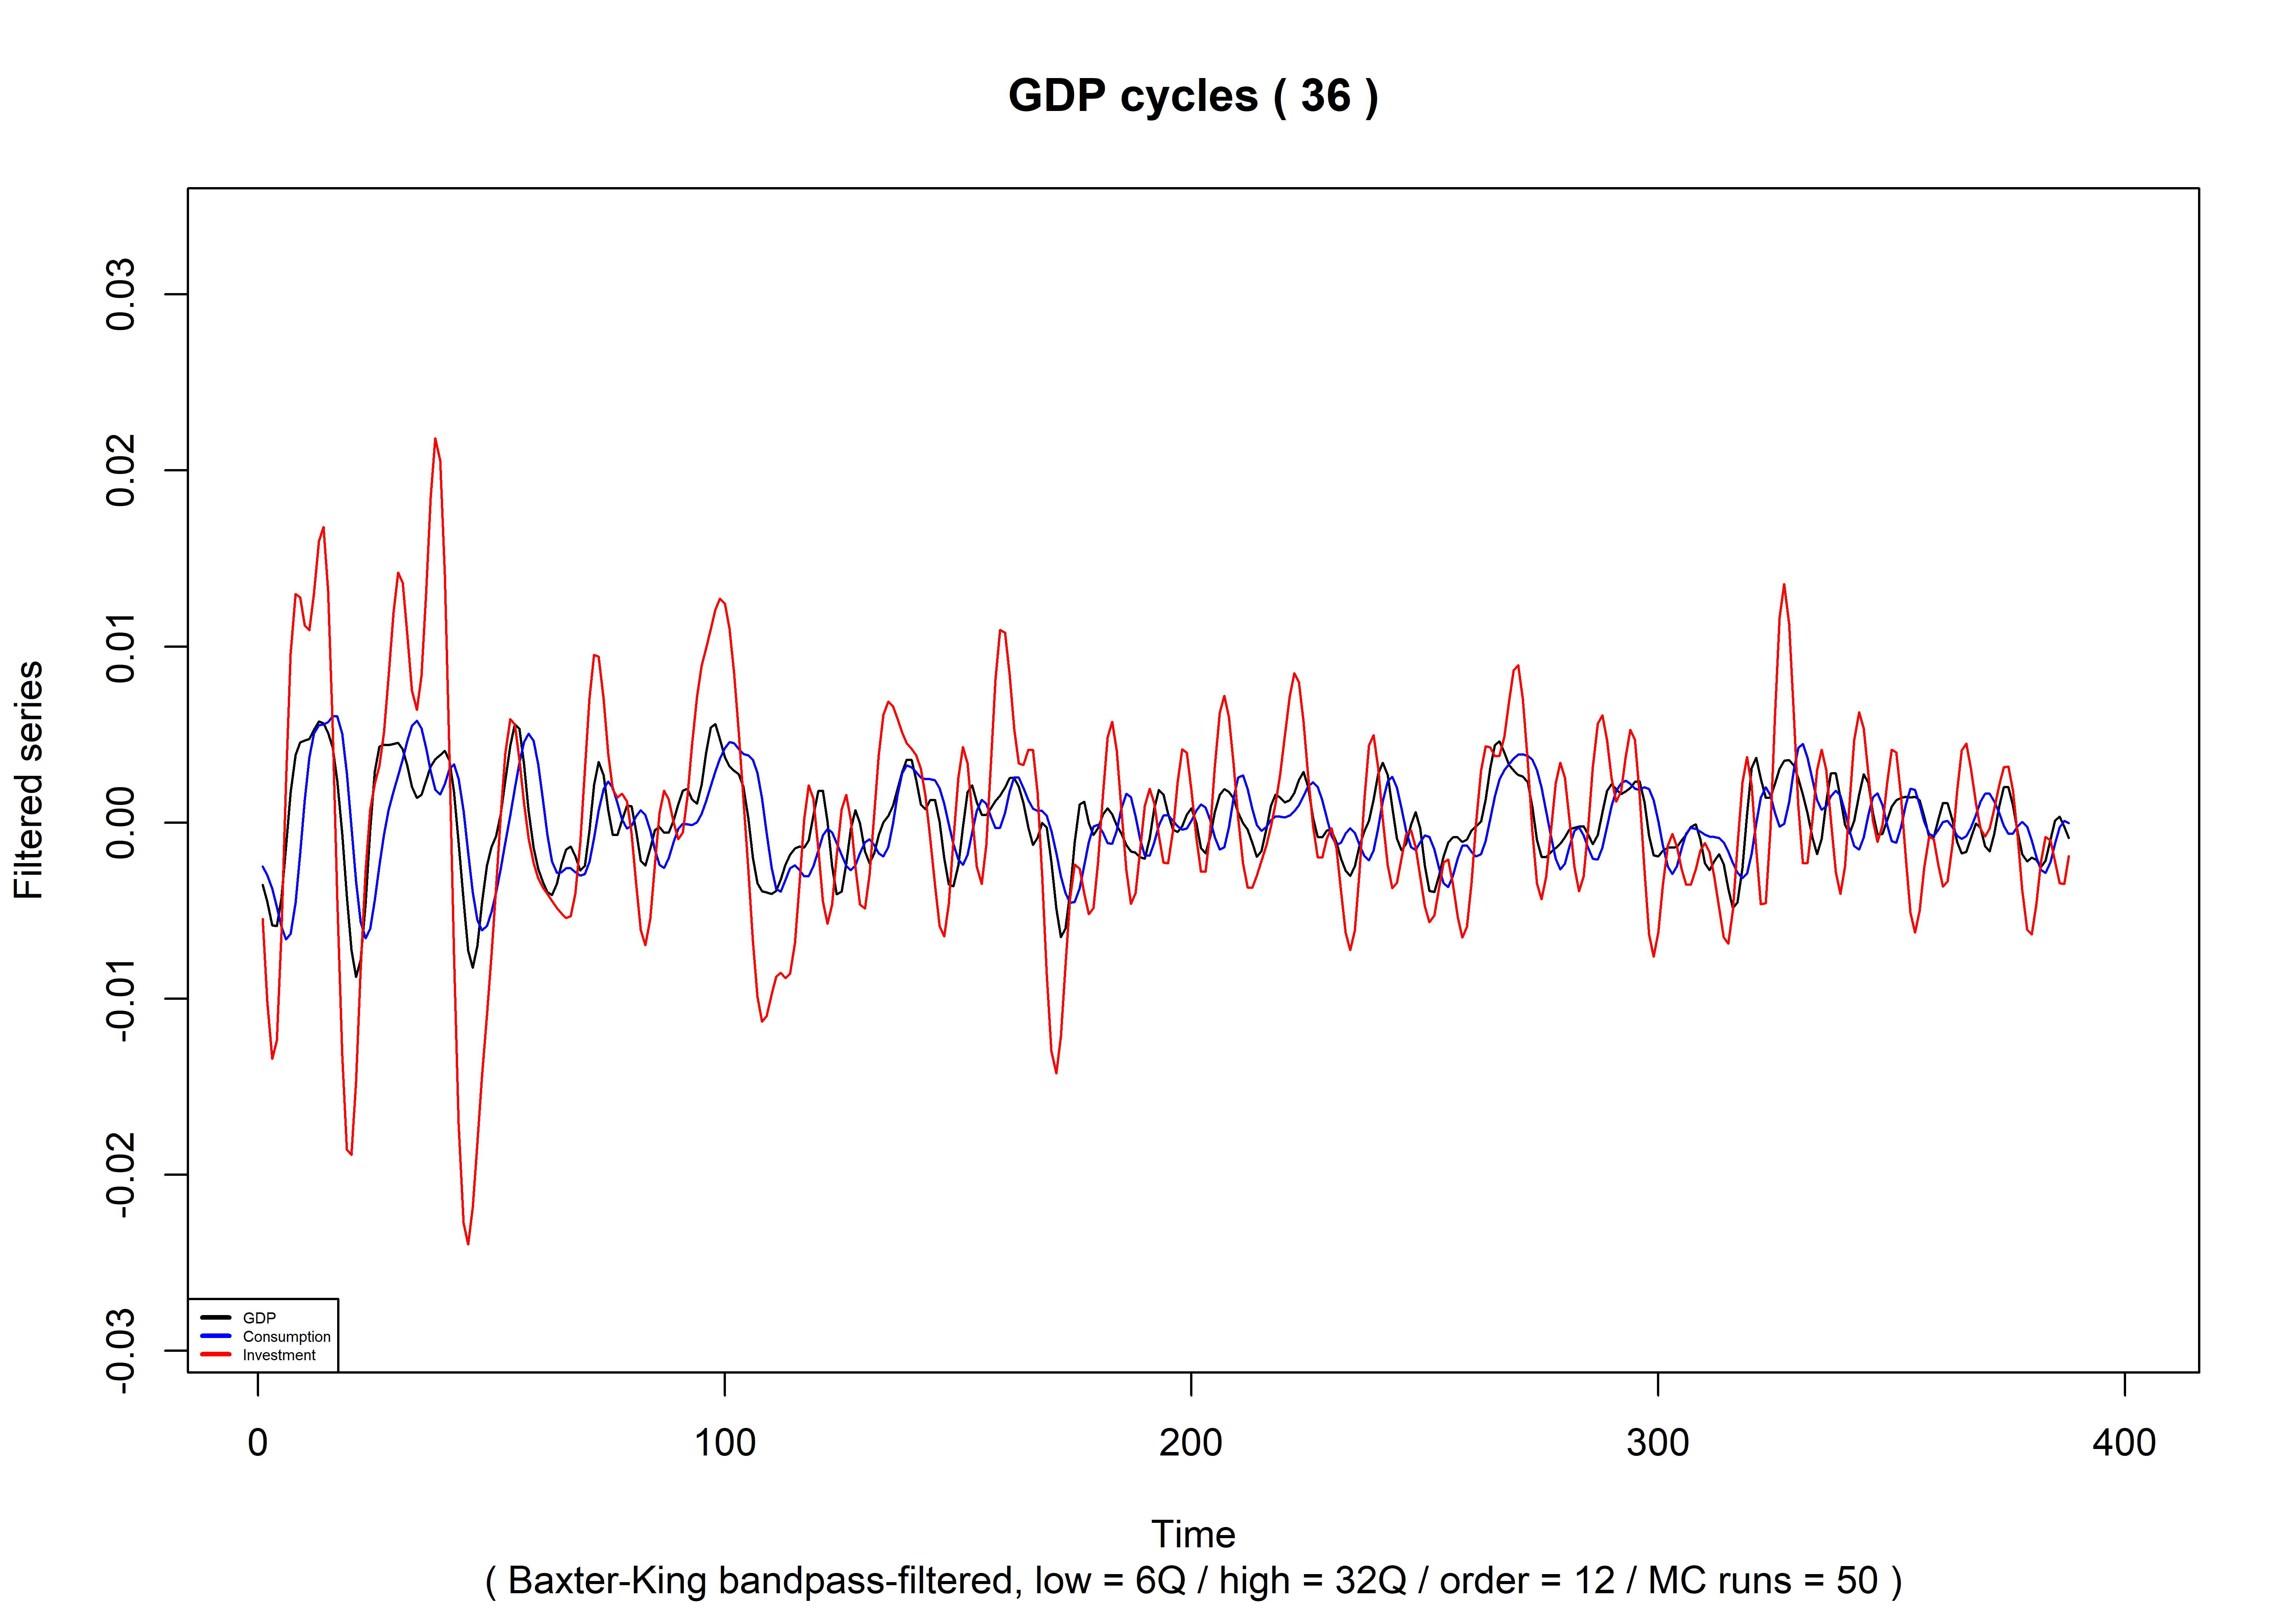 GDP cycles ( 36 )
Filtered series
0.03
0.02
0.01
0.00
-0.01
-0.02
-0.03
GDP
Consumption
Investment
0 100 200 300 400
Time
( Baxter-King bandpass-filtered, low = 6Q / high = 32Q / order = 12 / MC runs = 50 )